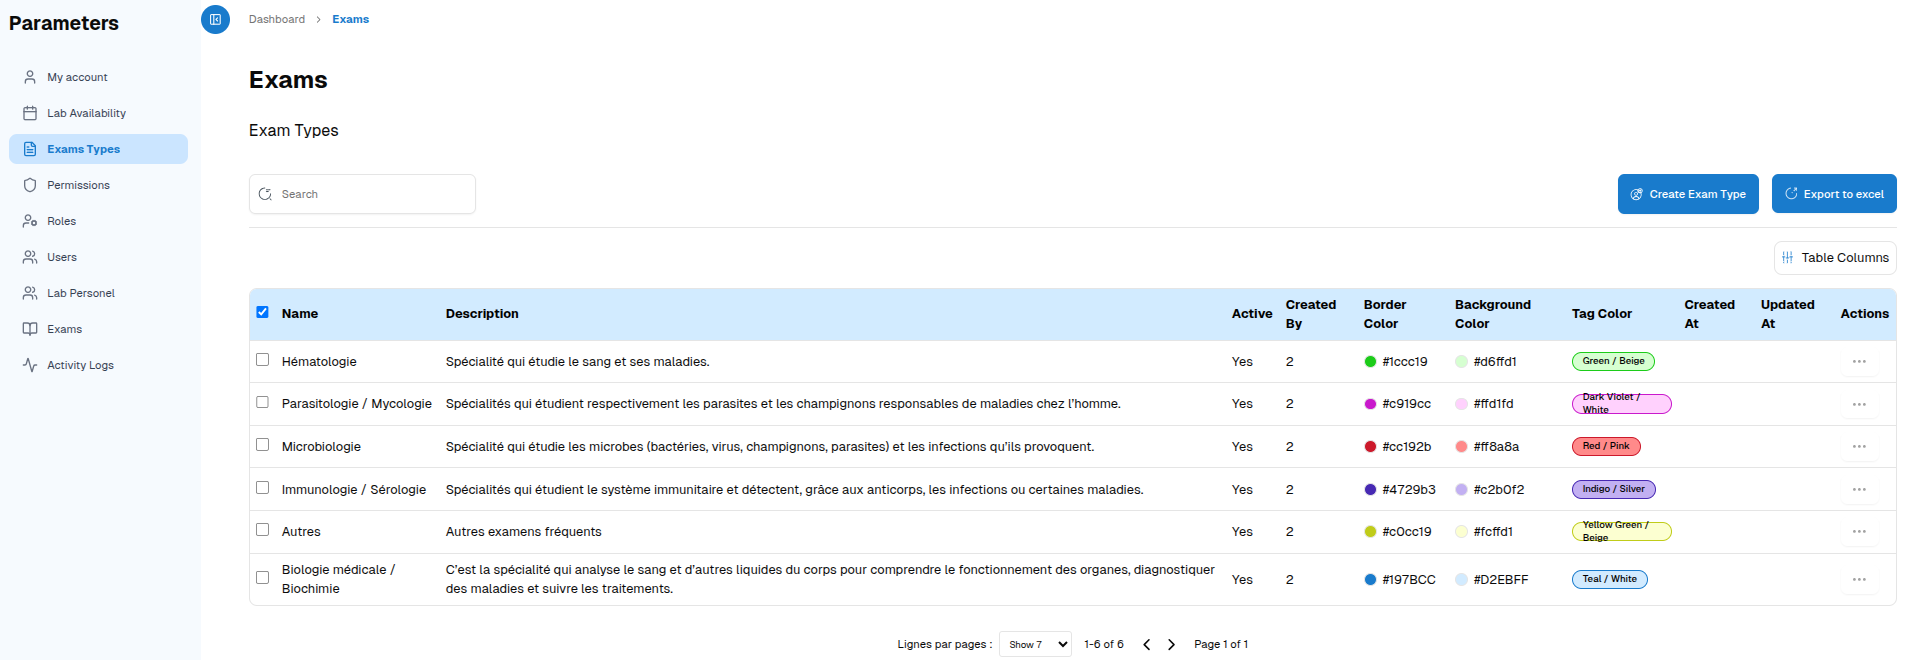 Parameters
Dashboard > Exams
My account
Lab Availability
Exams Types
Permissions
Roles
Users
Lab Personel
Exams
Activity Logs
Exams
Exam Types
Search
Create Exam Type
Export to excel
Table Columns
Name Description Active Created By Border Color Background Color Tag Color Created At Updated At Actions
Hématologie Spécialité qui étudie le sang et ses maladies. Yes 2 #1ccc19 #d6ffd1 Green / Beige
Parasitologie / Mycologie Spécialités qui étudient respectivement les parasites et les champignons responsables de maladies chez l’homme. Yes 2 #c919cc #ffd1fd Dark Violet / White
Microbiologie Spécialité qui étudie les microbes (bactéries, virus, champignons, parasites) et les infections qu’ils provoquent. Yes 2 #cc192b #ff8a8a Red / Pink
Immunologie / Sérologie Spécialités qui étudient le système immunitaire et détectent, grâce aux anticorps, les infections ou certaines maladies. Yes 2 #4729b3 #c2b0f2 Indigo / Silver
Autres Autres examens fréquents Yes 2 #c0cc19 #fcffd1 Yellow Green / Beige
Biologie médicale / Biochimie C’est la spécialité qui analyse le sang et d’autres liquides du corps pour comprendre le fonctionnement des organes, diagnostiquer des maladies et suivre les traitements. Yes 2 #197BCC #D2EBFF Teal / White
Lignes par pages : Show 7 1-6 of 6 Page 1 of 1